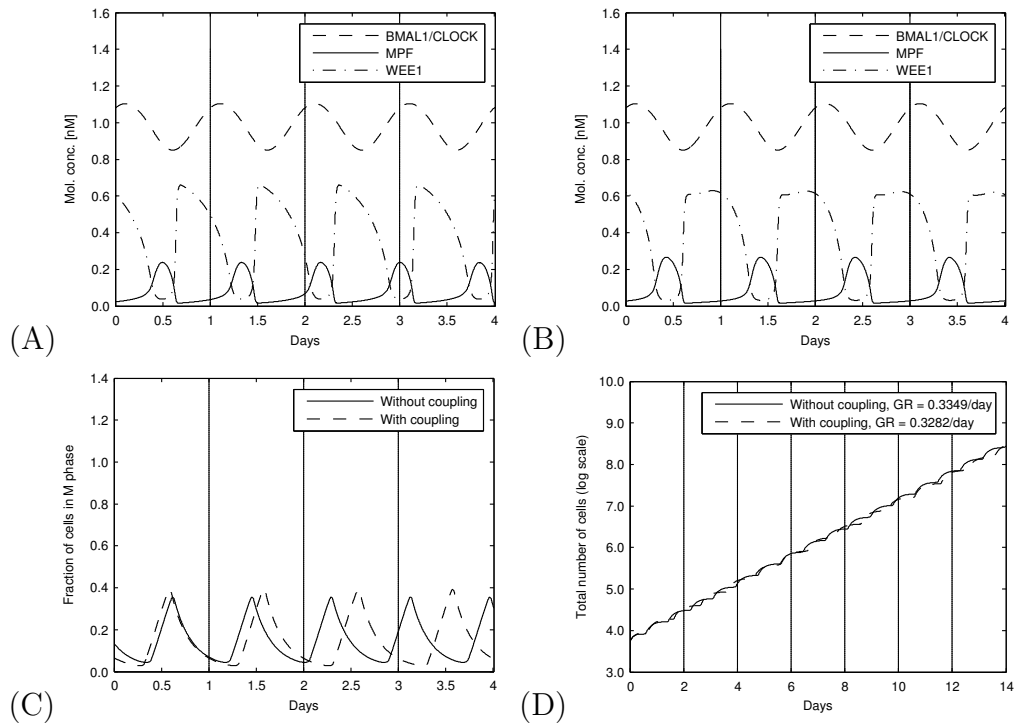 1.6
1.4
1.2
1.0
0.8
0.6
0.4
0.2
0.0
Mol. conc. [nM]
BMAL1/CLOCK
MPF
WEE1
0 0.5 1 1.5 2 2.5 3 3.5 4
Days
(A)
1.6
1.4
1.2
1.0
0.8
0.6
0.4
0.2
0.0
Mol. conc. [nM]
BMAL1/CLOCK
MPF
WEE1
0 0.5 1 1.5 2 2.5 3 3.5 4
Days
(B)
1.4
1.2
1.0
0.8
0.6
0.4
0.2
0.0
Fraction of cells in M phase
Without coupling
With coupling
0 0.5 1 1.5 2 2.5 3 3.5 4
Days
(C)
10.0
9.0
8.0
7.0
6.0
5.0
4.0
3.0
Total number of cells (log scale)
Without coupling, GR = 0.3349/day
With coupling, GR = 0.3282/day
0 2 4 6 8 10 12 14
Days
(D)